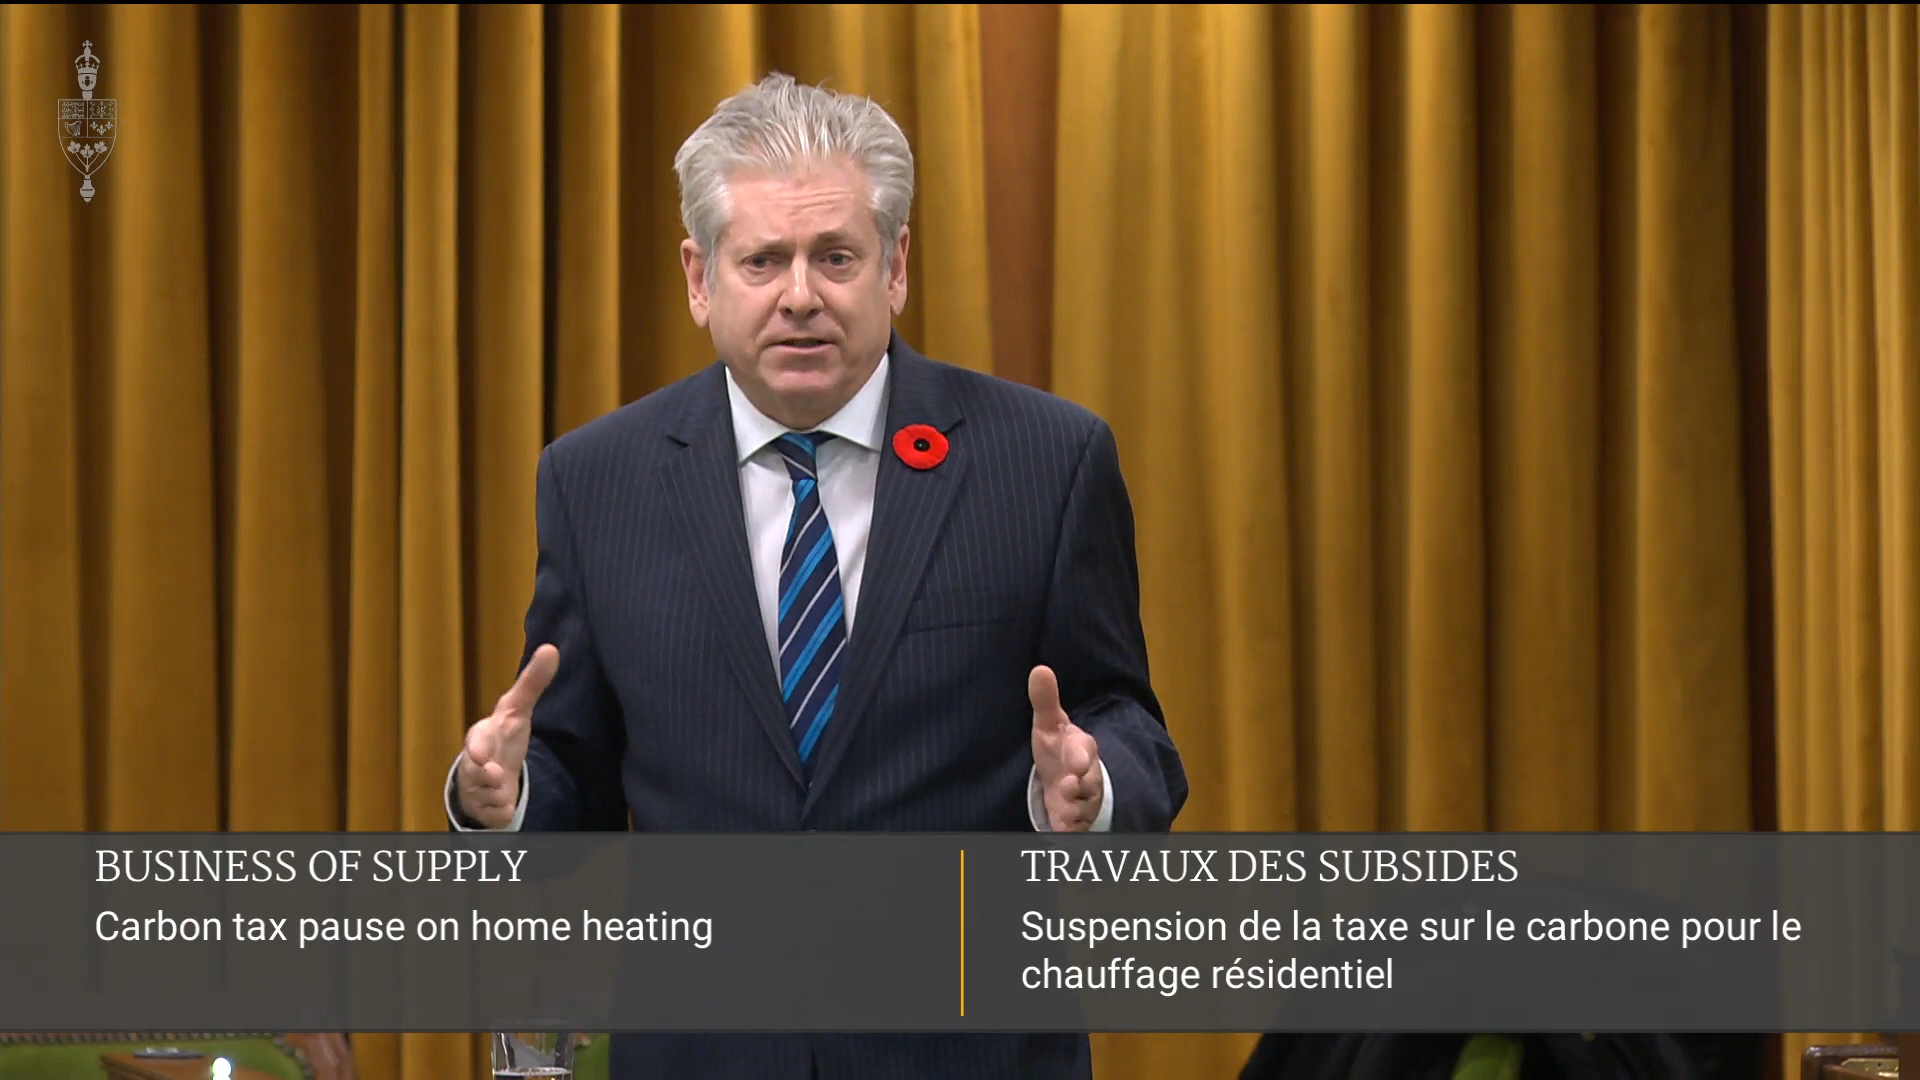 BUSINESS OF SUPPLY
Carbon tax pause on home heating
TRAVAUX DES SUBSIDES
Suspension de la taxe sur le carbone pour le
chauffage résidentiel